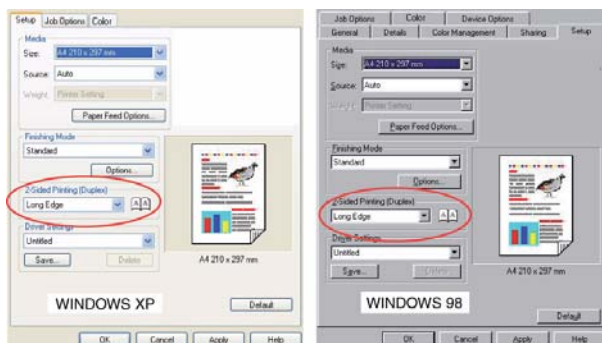 Setup Job Options Color
Media
Size: A4 210 x 297 mm
Source: Auto
Weight: Printer Setting
Paper Feed Options...
Finishing Mode
Standard
Options...
2-Sided Printing (Duplex)
Long Edge
Driver Settings
Untitled
Save... Delete
A4 210 x 297 mm
WINDOWS XP
Default
OK Cancel Apply Help
Job Options Color Device Options
General Details Color Management Sharing Setup
Media
Size: A4 210 x 297 mm
Source: Auto
Weight: Printer Setting
Paper Feed Options...
Finishing Mode
Standard
Options...
2-Sided Printing (Duplex)
Long Edge
Driver Settings
Untitled
Save... Delete
A4 210 x 297 mm
WINDOWS 98
Default
OK Cancel Apply Help